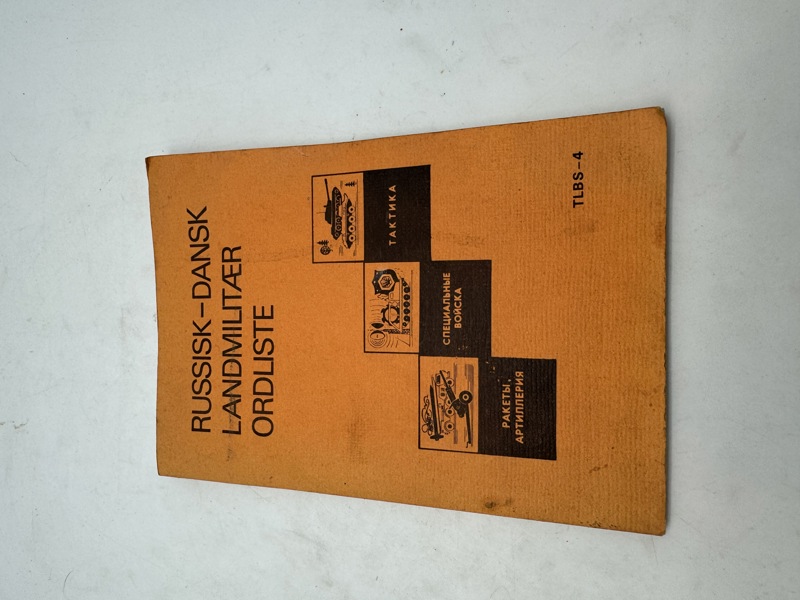 RUSSISK–DANSK
LANDMILITÆR
ORDLISTE
ТАКТИКА
СПЕЦИАЛЬНЫЕ
ВОЙСКА
РАКЕТЫ,
АРТИЛЛЕРИЯ
TLBS–4